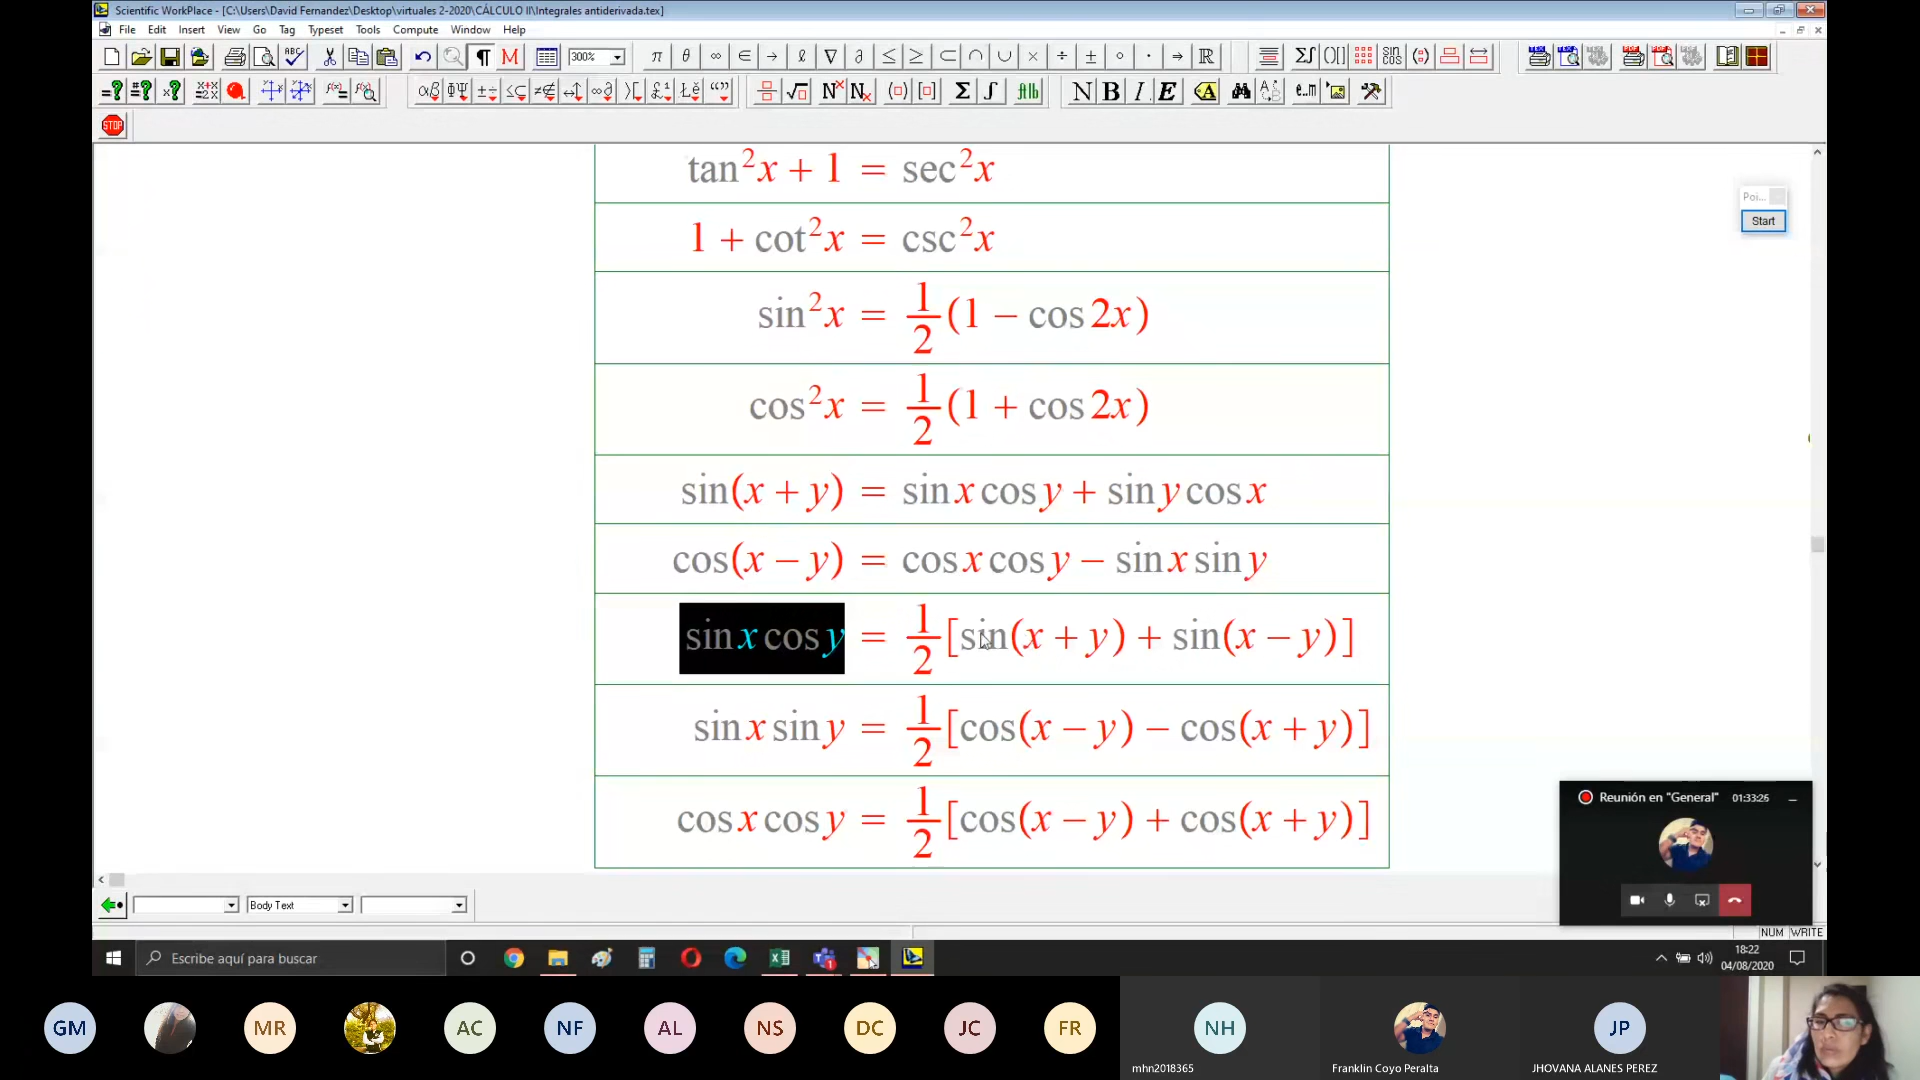 Scientific WorkPlace - [C:\Users\David Fernandez\Desktop\virtuales 2-2020\CÁLCULO II\Integrales antiderivada.tex]
File Edit Insert View Go Tag Typeset Tools Compute Window Help
300%
STOP
tan²x + 1 = sec²x
1 + cot²x = csc²x
sin²x = 1/2 (1 − cos 2x)
cos²x = 1/2 (1 + cos 2x)
sin(x + y) = sin x cos y + sin y cos x
cos(x − y) = cos x cos y − sin x sin y
sin x cos y = 1/2 [sin(x + y) + sin(x − y)]
sin x sin y = 1/2 [cos(x − y) − cos(x + y)]
cos x cos y = 1/2 [cos(x − y) + cos(x + y)]
Poi...
Start
Reunión en "General" 01:33:26
Body Text
NUM WRITE
Escribe aquí para buscar
18:22
04/08/2020
GM MR AC NF AL NS DC JC FR NH JP
mhn2018365 Franklin Coyo Peralta JHOVANA ALANES PEREZ